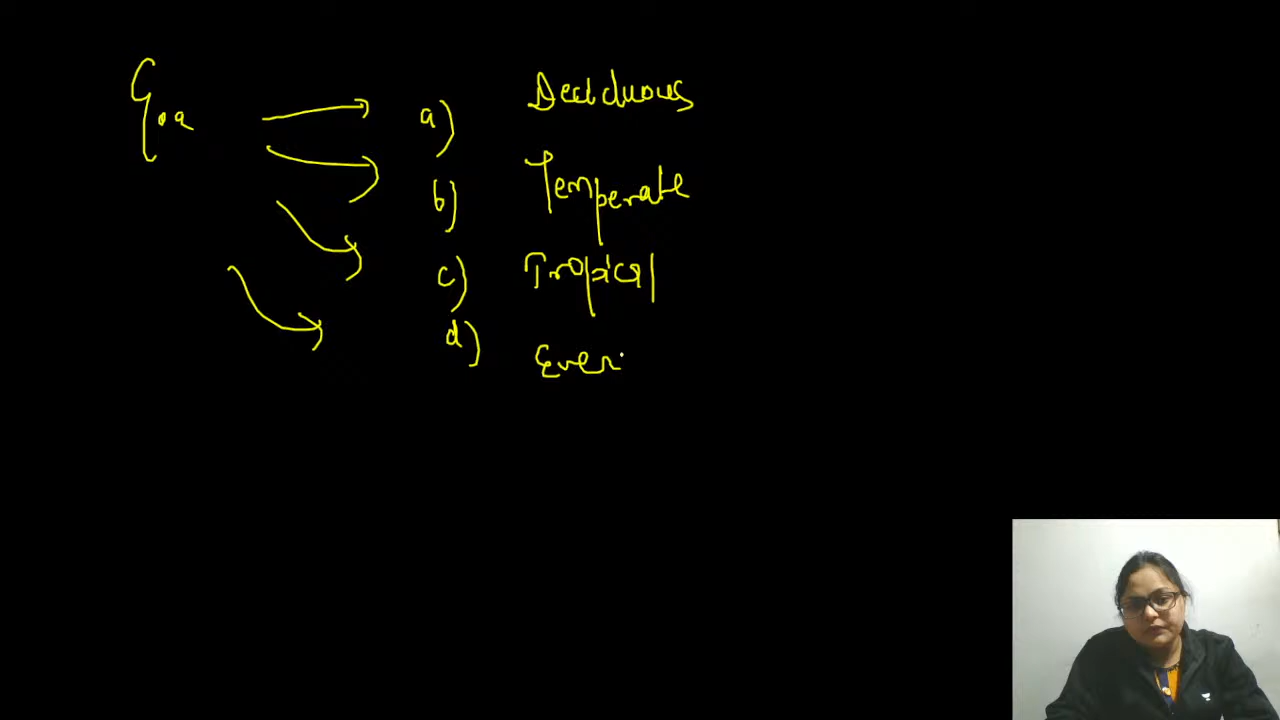 Goa
a) Deciduous
b) Temperate
c) Tropical
d) Ever